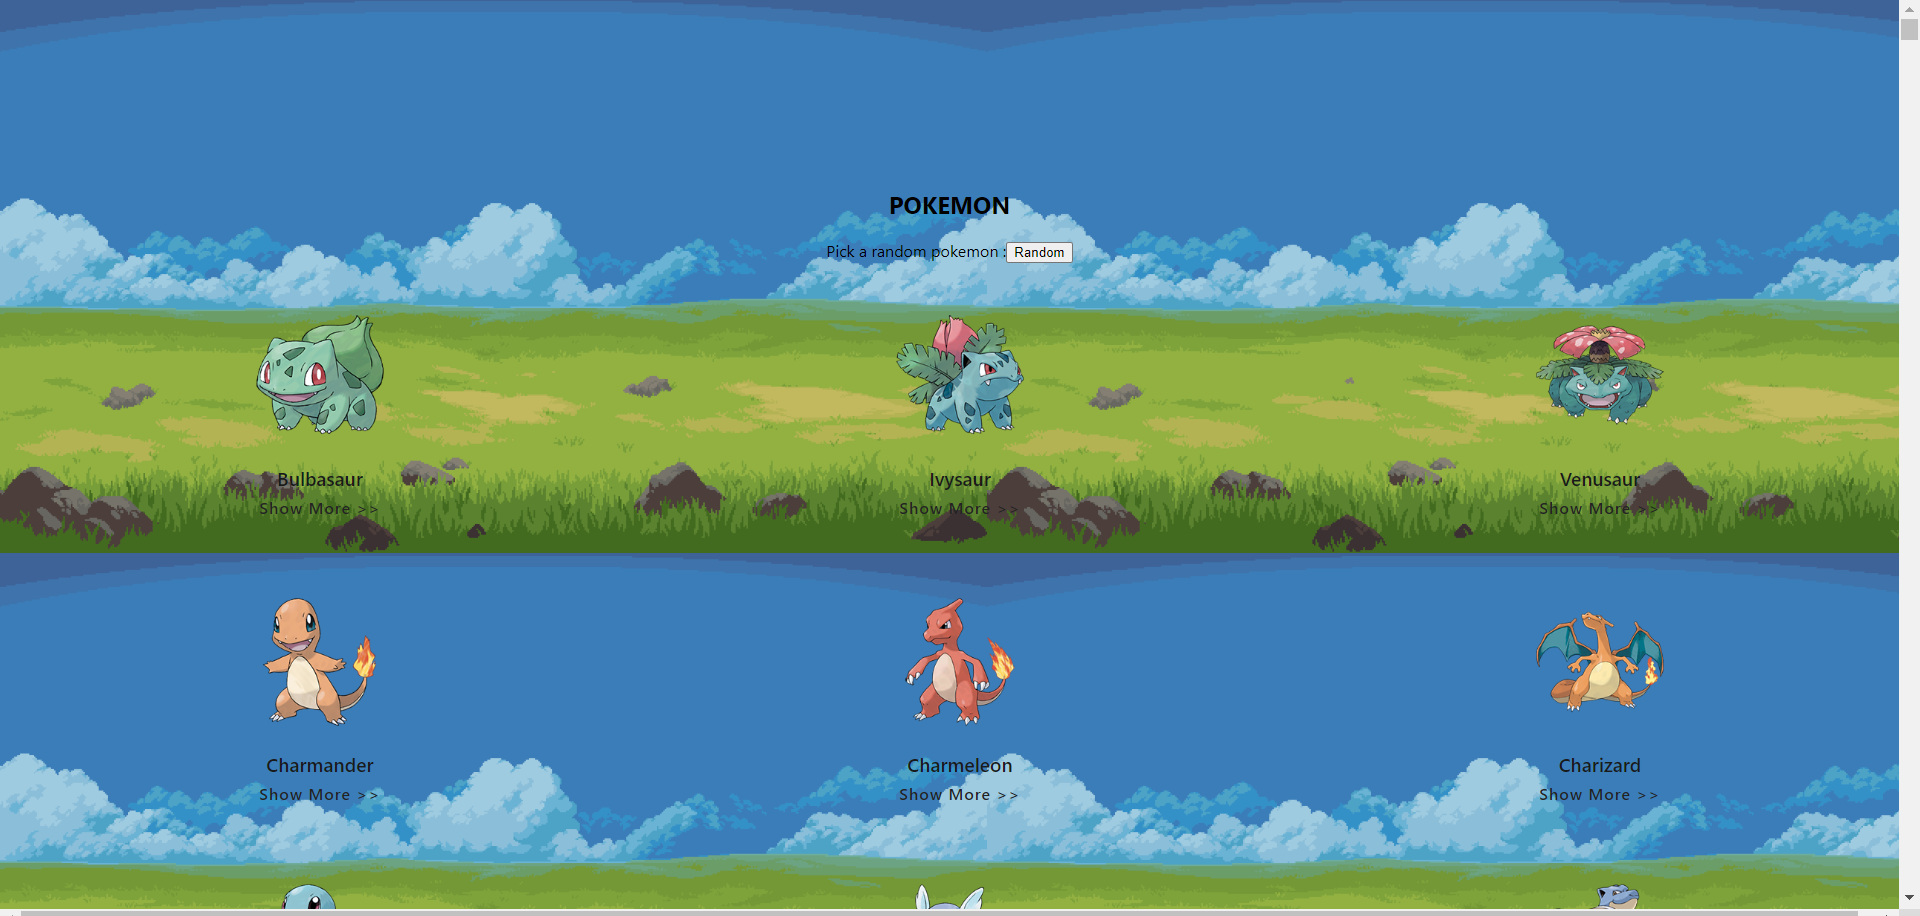 POKEMON
Pick a random pokemon : Random
Bulbasaur
Ivysaur
Venusaur
Show More >>
Show More >>
Show More >>
Charmander
Charmeleon
Charizard
Show More >>
Show More >>
Show More >>